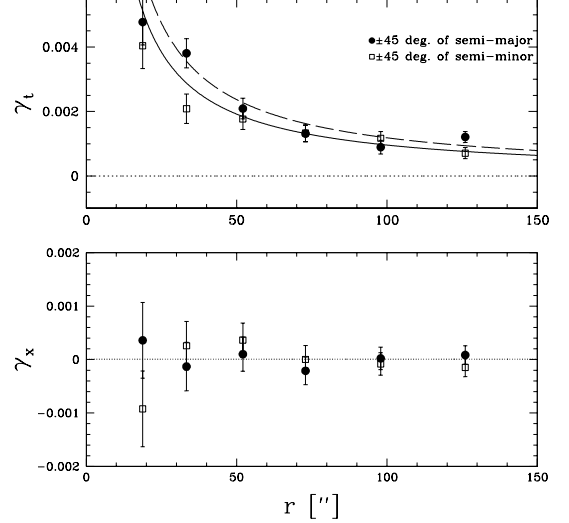 0.004
±45 deg. of semi-major
±45 deg. of semi-minor
γt
0.002
0
0 50 100 150
0.002
0.001
γx
0
-0.001
-0.002
0 50 100 150
r ["]